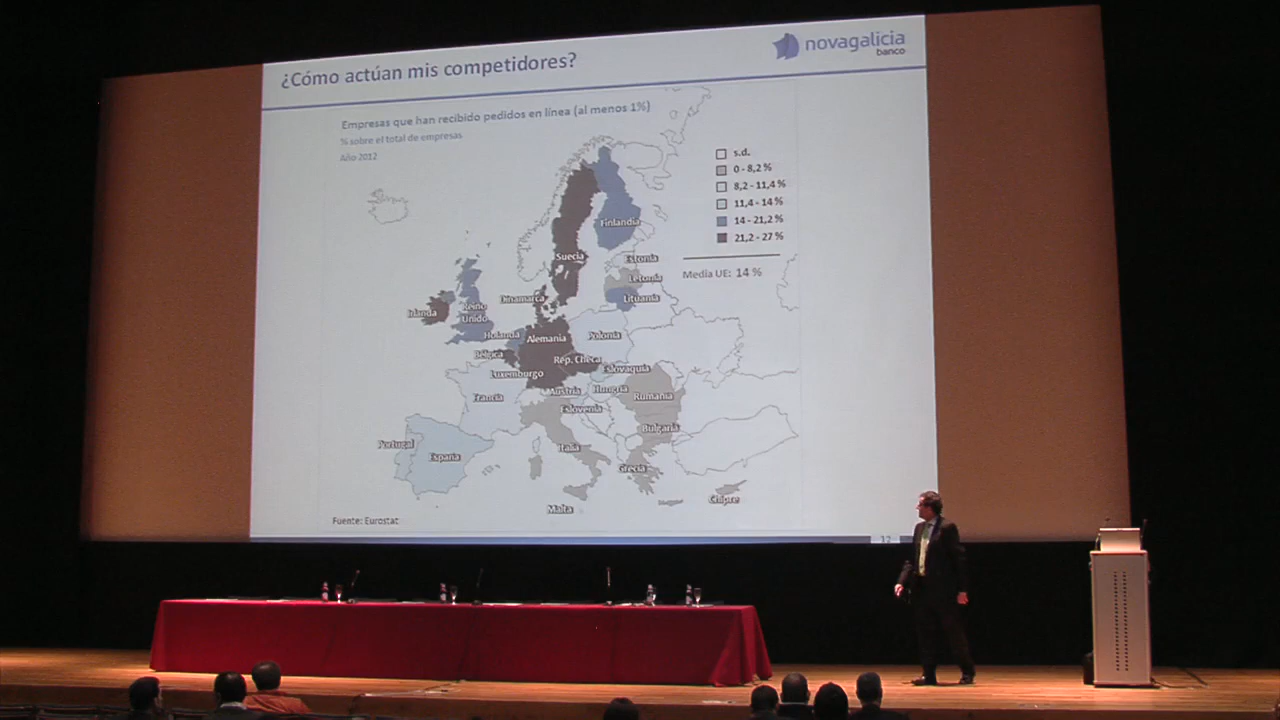 ¿Cómo actúan mis competidores?
novagalicia
banco
Empresas que han recibido pedidos en línea (al menos 1%)
% sobre el total de empresas
Año 2012
s.d.
0 - 8,2 %
8,2 - 11,4 %
11,4 - 14 %
14 - 21,2 %
21,2 - 27 %
Media UE: 14 %
Finlandia
Suecia
Estonia
Letonia
Lituania
Dinamarca
Irlanda
Reino
Unido
Holanda
Alemania
Polonia
Bélgica
Rep. Checa
Luxemburgo
Eslovaquia
Austria
Hungría
Francia
Rumanía
Eslovenia
Bulgaria
Portugal
España
Italia
Grecia
Malta
Chipre
Fuente: Eurostat
12